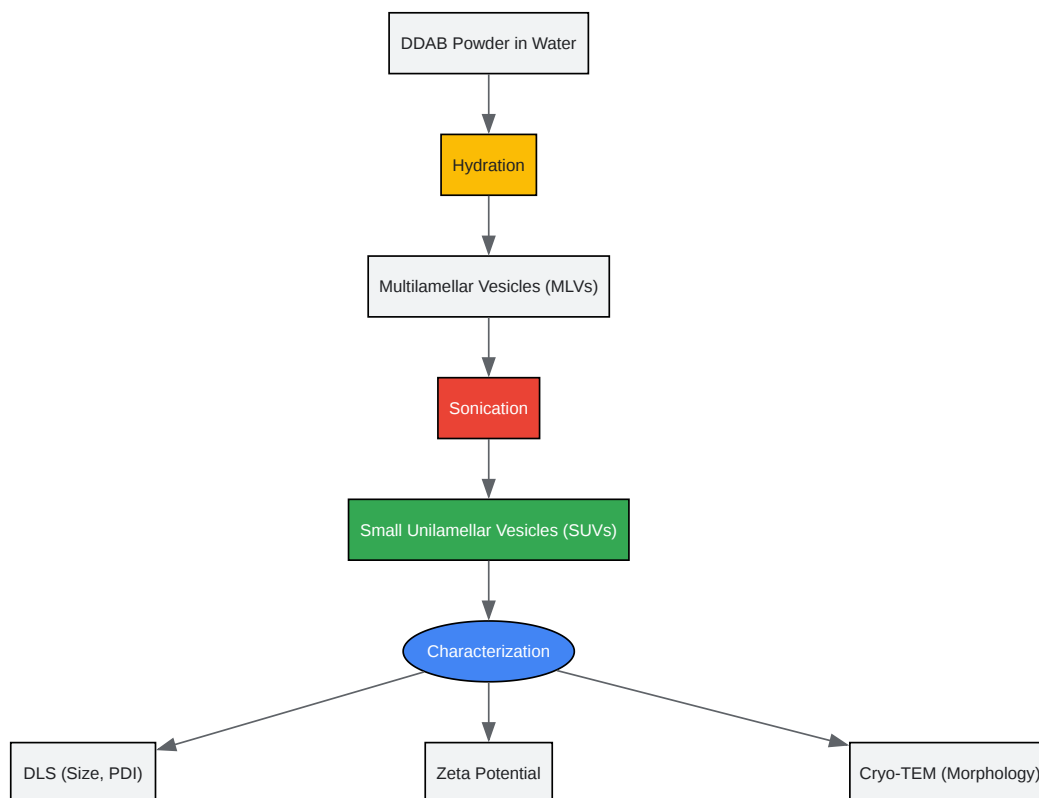 DDAB Powder in Water
Hydration
Multilamellar Vesicles (MLVs)
Sonication
Small Unilamellar Vesicles (SUVs)
Characterization
DLS (Size, PDI)
Zeta Potential
Cryo-TEM (Morphology)